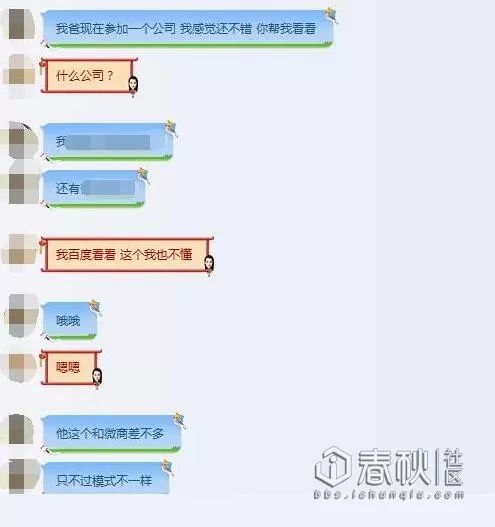 我爸现在参加一个公司 我感觉还不错 你帮我看看
什么公司？
我
还有
我百度看看 这个我也不懂
哦哦
嗯嗯
他这个和微商差不多
只不过模式不一样
春秋社区
bbs.ichunqiu.com